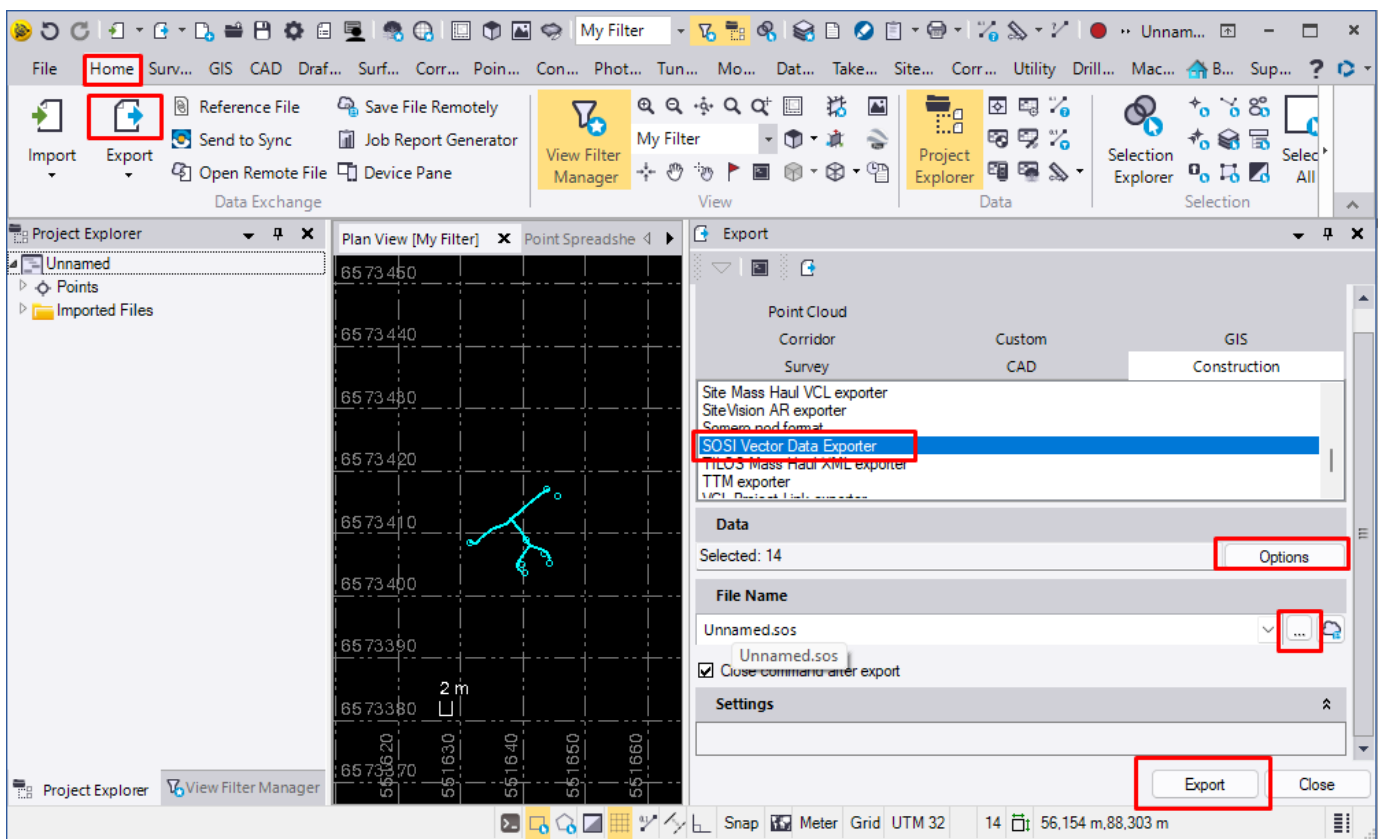 My Filter
Unnam...
File Home Surv... GIS CAD Draf... Surf... Corr... Poin... Con... Phot... Tun... Mo... Dat... Take... Site... Corr... Utility Drill... Mac... B... Sup... ?
Reference File
Save File Remotely
Send to Sync
Job Report Generator
Open Remote File
Device Pane
Import
Export
Data Exchange
View Filter
Manager
My Filter
View
Project
Explorer
Data
Selection
Explorer
Selec
All
Selection
Project Explorer
Unnamed
Points
Imported Files
Project Explorer
View Filter Manager
Plan View [My Filter]
Point Spreadshe
6573450
6573440
6573430
6573420
6573410
6573400
6573390
2 m
6573380
6573370
551620
551630
551640
551650
551660
Export
Point Cloud
Corridor Custom GIS
Survey CAD Construction
Site Mass Haul VCL exporter
SiteVision AR exporter
Somero pod format
SOSI Vector Data Exporter
TILOS Mass Haul XML exporter
TTM exporter
VCL Project Link exporter
Data
Selected: 14
Options
File Name
Unnamed.sos
...
Unnamed.sos
Close command after export
Settings
Export
Close
Snap Meter Grid UTM 32 14 56,154 m,88,303 m